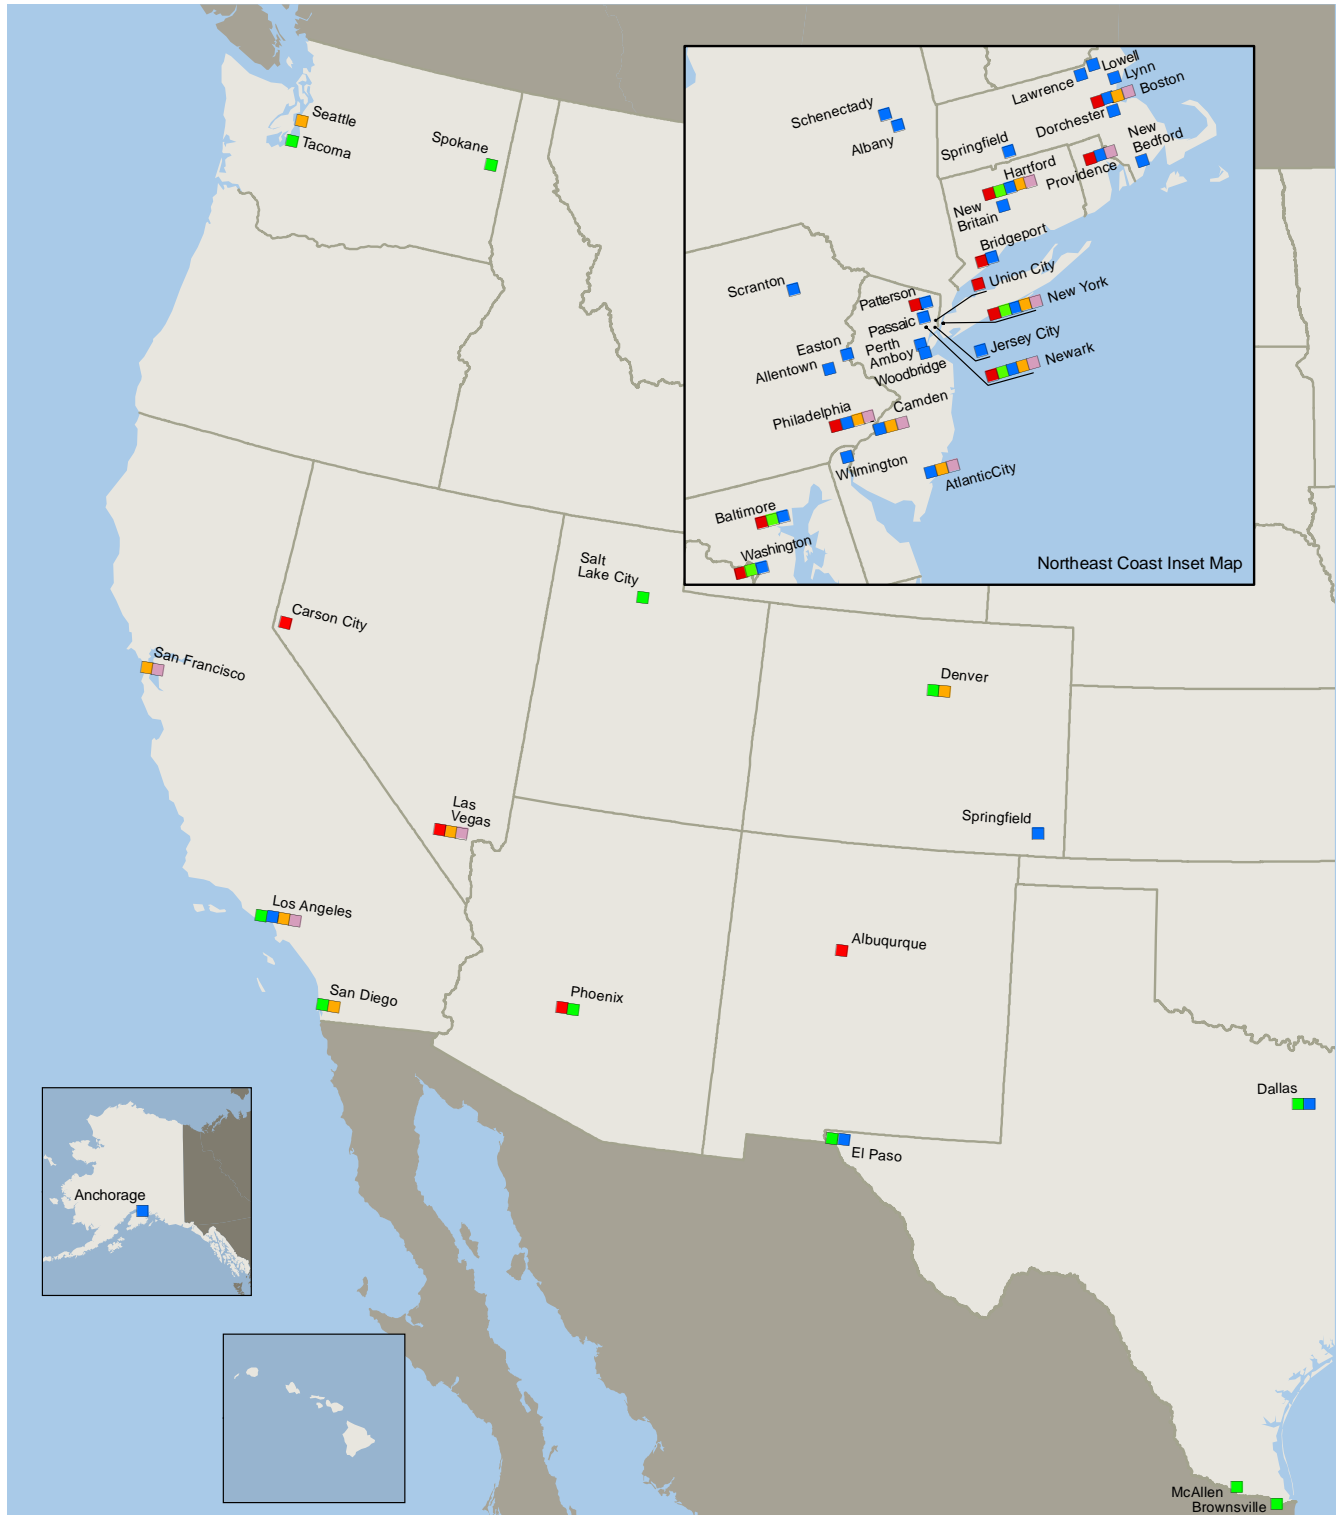 Lowell
Lynn
Lawrence
Boston
Schenectady
Dorchester
Albany
New
Bedford
Springfield
Hartford
Providence
New
Britain
Bridgeport
Union City
Scranton
Patterson
New York
Passaic
Jersey City
Easton
Perth
Amboy
Newark
Allentown
Woodbridge
Camden
Philadelphia
Wilmington
AtlanticCity
Baltimore
Washington
Northeast Coast Inset Map
Seattle
Tacoma
Spokane
Salt
Lake City
Carson City
San Francisco
Denver
Las
Vegas
Springfield
Los Angeles
Albuqurque
San Diego
Phoenix
Dallas
El Paso
Anchorage
McAllen
Brownsville